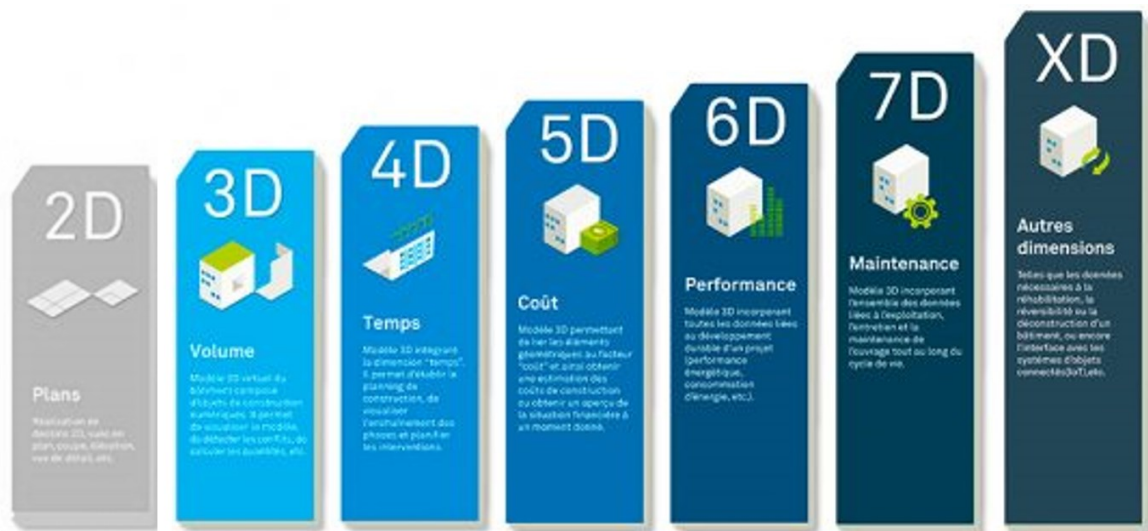 2D
Plans
Réalisation de
dessins 2D, vues en
plan, coupe, élévation,
vue de détail, etc.
3D
Volume
Modèle 3D virtuel du
bâtiment composé
d'objets de construction
numériques. Il permet
de visualiser le modèle,
de détecter les conflits, de
calculer les quantités, etc.
4D
Temps
Modèle 3D intégrant
la dimension "temps".
Il permet d'établir le
planning de
construction, de
visualiser
l'enchaînement des
phases et planifier
les interventions.
5D
Coût
Modèle 3D permettant
de lier les éléments
géométriques au facteur
"coût" et ainsi obtenir
une estimation des
coûts de construction
ou obtenir un aperçu de
la situation financière à
un moment donné.
6D
Performance
Modèle 3D incorporant
toutes les données liées
au développement
durable d'un projet
(performance
énergétique,
consommation
d'énergie, etc.).
7D
Maintenance
Modèle 3D incorporant
l'ensemble des données
liées à l'exploitation,
l'entretien et la
maintenance de
l'ouvrage tout au long du
cycle de vie.
XD
Autres
dimensions
Telles que les données
nécessaires à la
réhabilitation, la
réversibilité ou la
déconstruction d'un
bâtiment, ou encore
l'interface avec les
systèmes d'objets
connectés(IoT),etc.